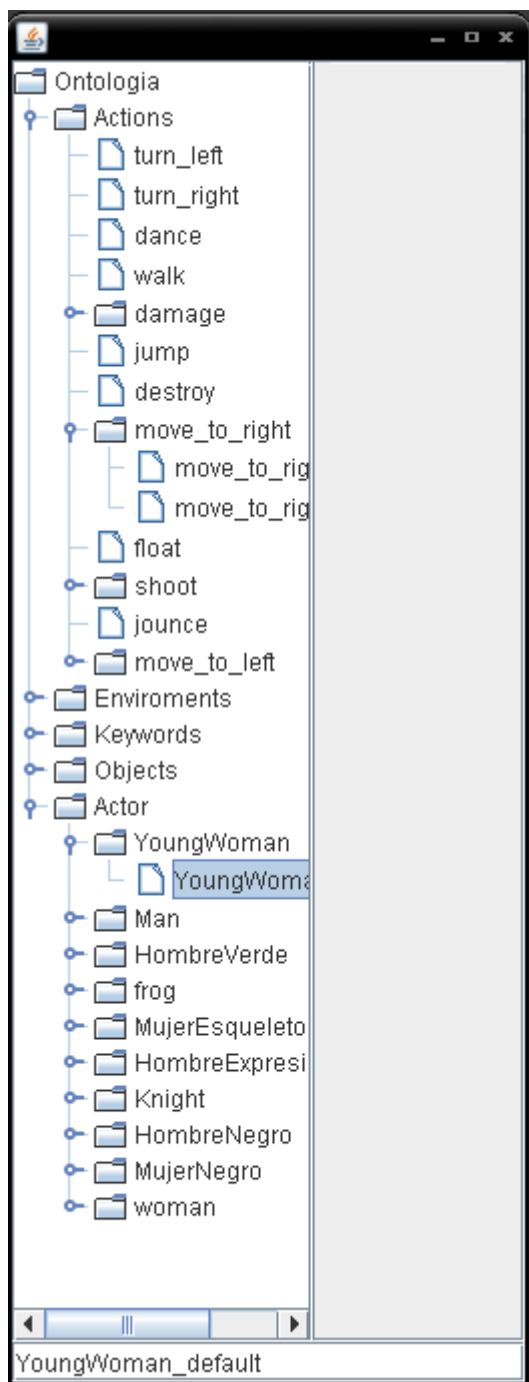 Ontologia
Actions
turn_left
turn_right
dance
walk
damage
jump
destroy
move_to_right
move_to_rig
move_to_rig
float
shoot
jounce
move_to_left
Enviroments
Keywords
Objects
Actor
YoungWoman
YoungWoma
Man
HombreVerde
frog
MujerEsqueleto
HombreExpresi
Knight
HombreNegro
MujerNegro
woman
YoungWoman_default